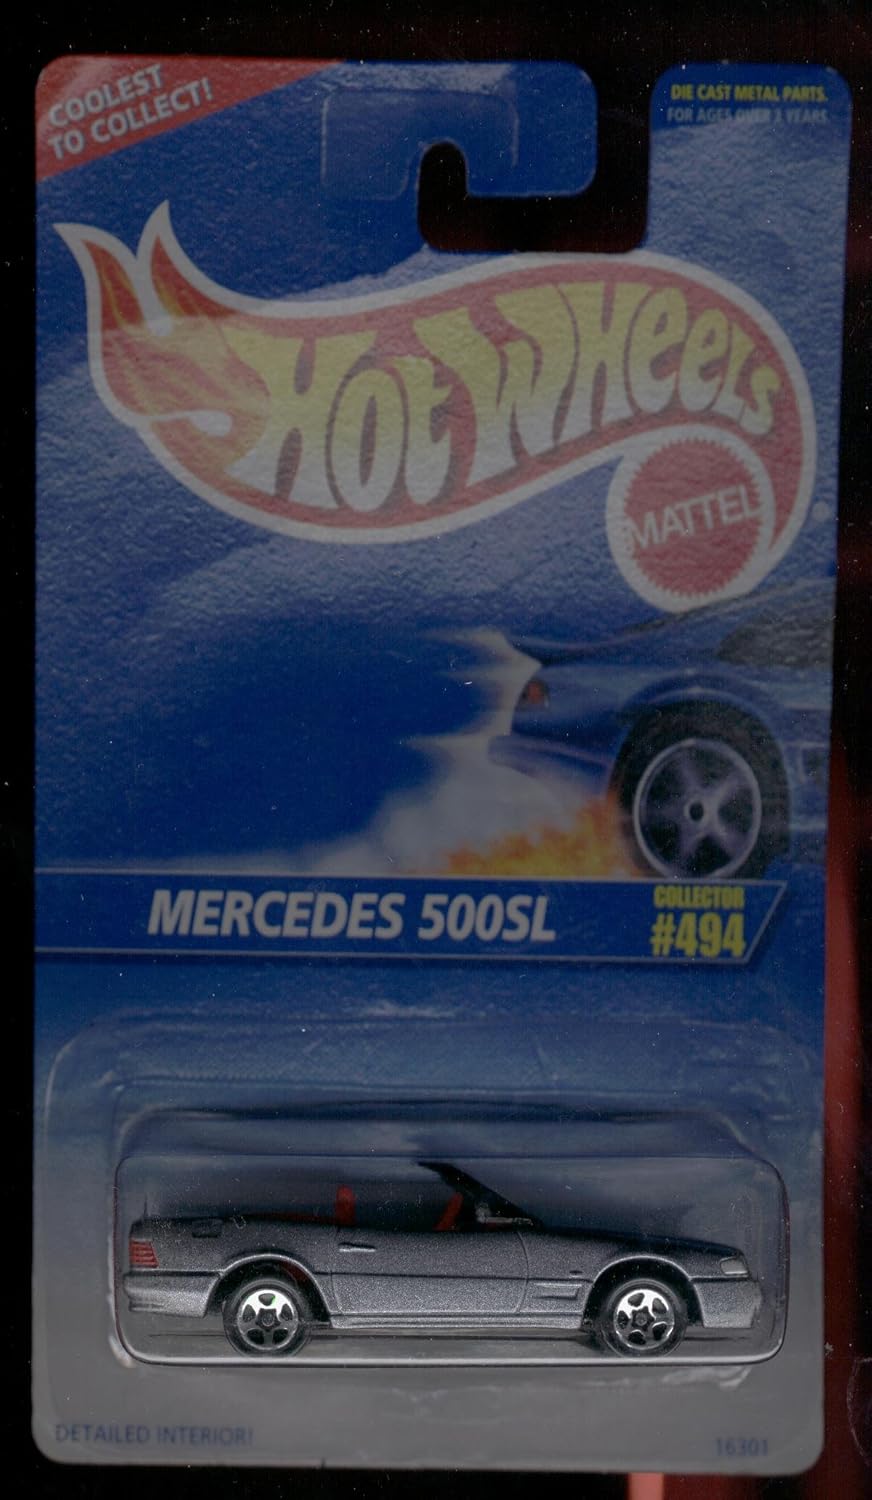 COOLEST
TO COLLECT!
DIE CAST METAL PARTS.
FOR AGES OVER 3 YEARS
HOT WHEELS
MATTEL
MERCEDES 500SL
COLLECTOR
#494
DETAILED INTERIOR!
16301